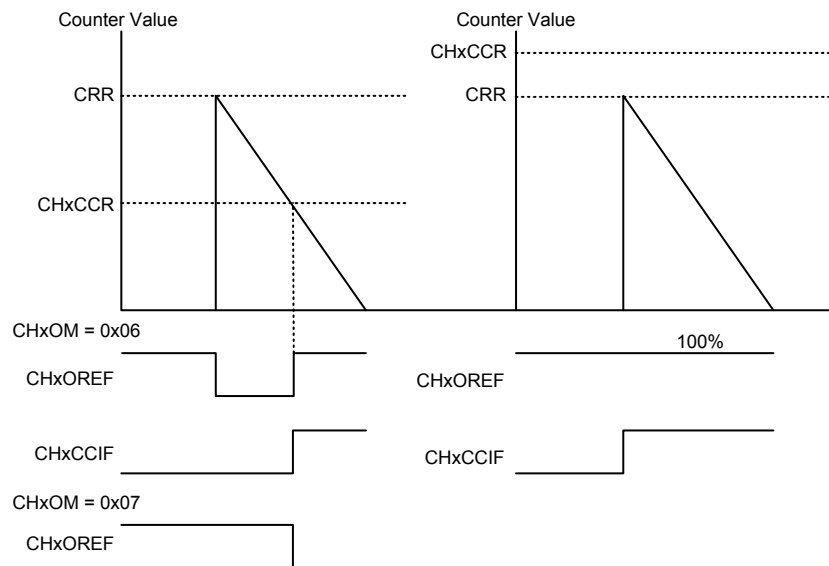 Counter Value
CRR
CHxCCR
CHxOM = 0x06
CHxOREF
CHxCCIF
CHxOM = 0x07
CHxOREF
Counter Value
CHxCCR
CRR
100%
CHxOREF
CHxCCIF